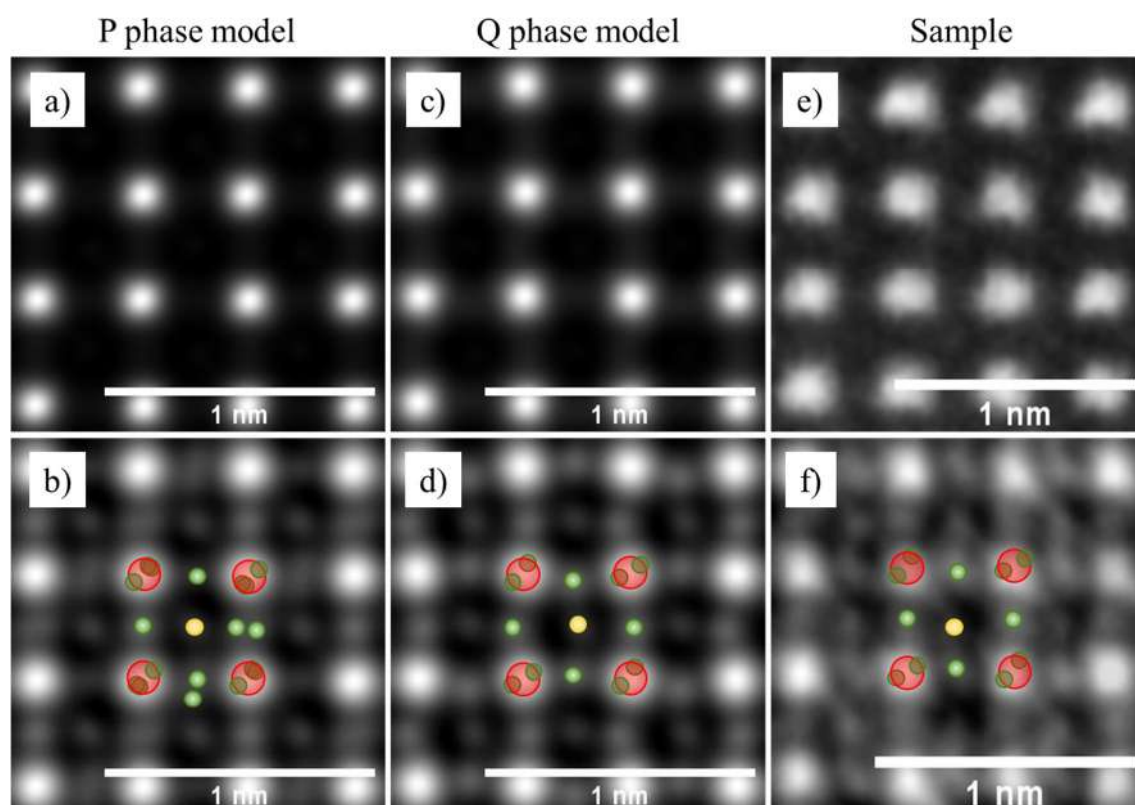 P phase model Q phase model Sample
a) c) e)
1 nm 1 nm 1 nm
b) d) f)
1 nm 1 nm 1 nm